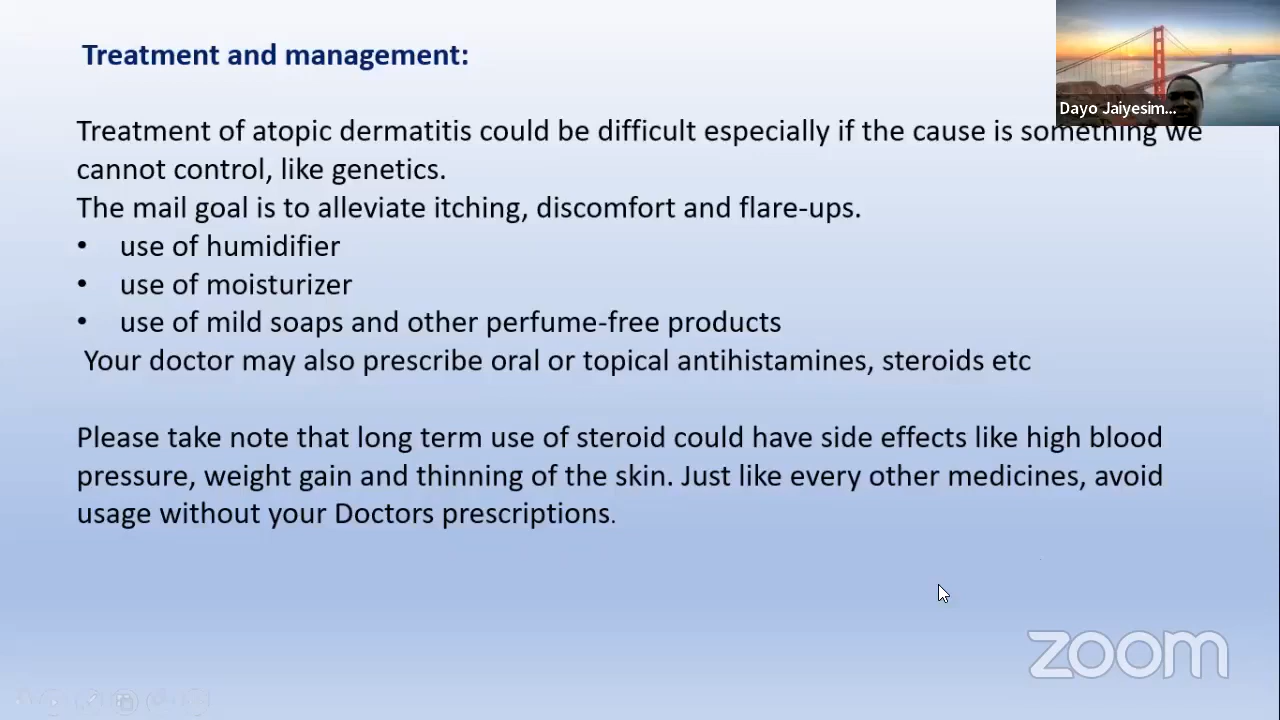 Treatment and management:
Dayo Jaiyesim...
Treatment of atopic dermatitis could be difficult especially if the cause is something we
cannot control, like genetics.
The mail goal is to alleviate itching, discomfort and flare-ups.
• use of humidifier
• use of moisturizer
• use of mild soaps and other perfume-free products
Your doctor may also prescribe oral or topical antihistamines, steroids etc
Please take note that long term use of steroid could have side effects like high blood
pressure, weight gain and thinning of the skin. Just like every other medicines, avoid
usage without your Doctors prescriptions.
zoom